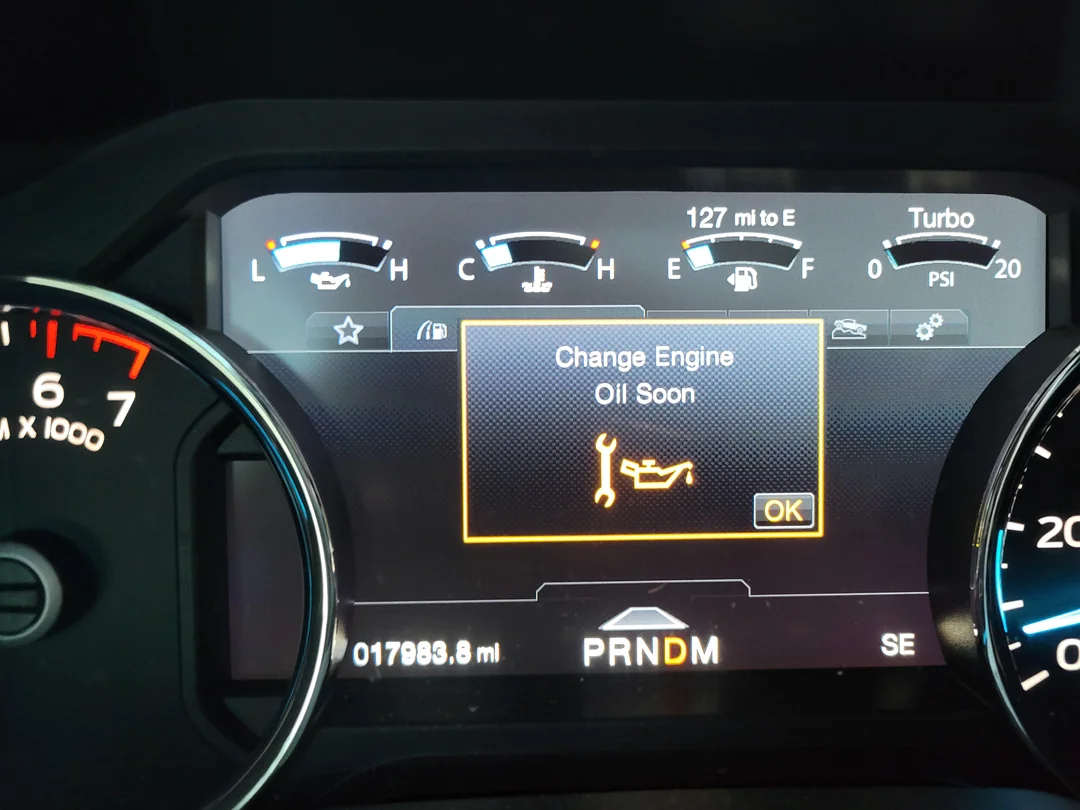 127 mi to E
Turbo
L H
C H
E F
0 20
PSI
6
7
X 1000
Change Engine
Oil Soon
OK
20
017983.8 mi
PRNDM
SE
0